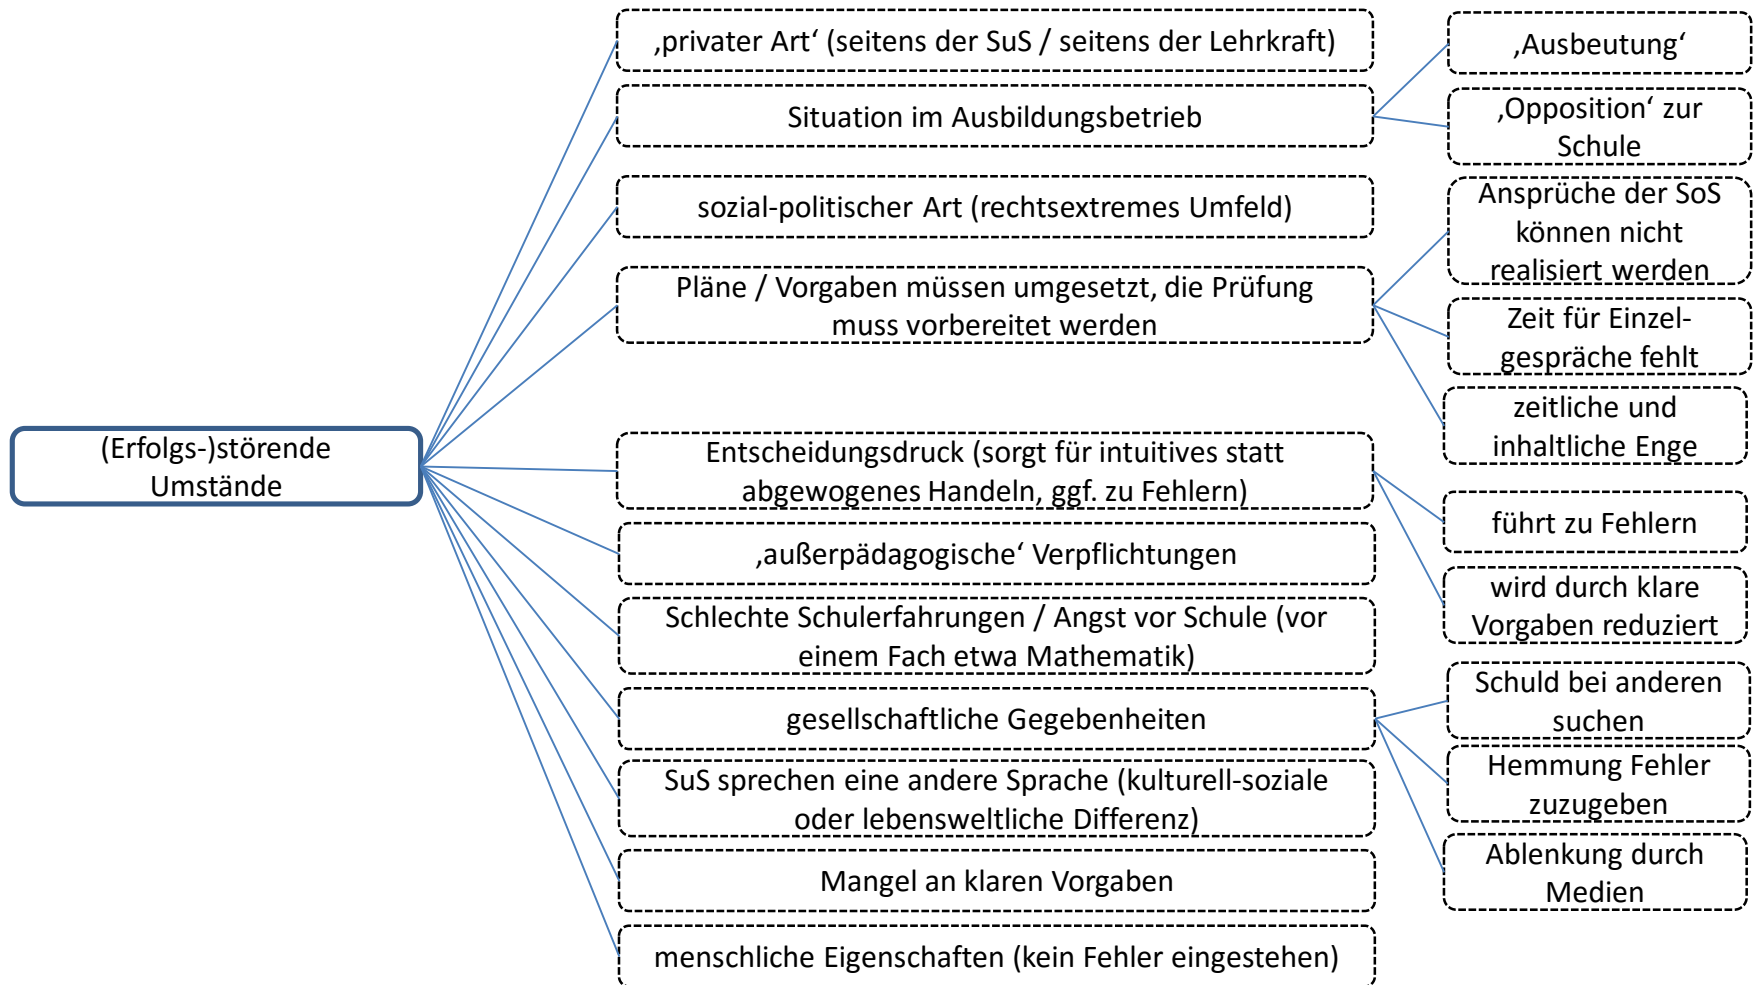 (Erfolgs-)störende
Umstände
‚privater Art‘ (seitens der SuS / seitens der Lehrkraft)
Situation im Ausbildungsbetrieb
‚Ausbeutung‘
‚Opposition‘ zur
Schule
sozial-politischer Art (rechtsextremes Umfeld)
Pläne / Vorgaben müssen umgesetzt, die Prüfung
muss vorbereitet werden
Ansprüche der SoS
können nicht
realisiert werden
Zeit für Einzel-
gespräche fehlt
zeitliche und
inhaltliche Enge
Entscheidungsdruck (sorgt für intuitives statt
abgewogenes Handeln, ggf. zu Fehlern)
führt zu Fehlern
wird durch klare
Vorgaben reduziert
‚außerpädagogische‘ Verpflichtungen
Schlechte Schulerfahrungen / Angst vor Schule (vor
einem Fach etwa Mathematik)
gesellschaftliche Gegebenheiten
Schuld bei anderen
suchen
Hemmung Fehler
zuzugeben
Ablenkung durch
Medien
SuS sprechen eine andere Sprache (kulturell-soziale
oder lebensweltliche Differenz)
Mangel an klaren Vorgaben
menschliche Eigenschaften (kein Fehler eingestehen)